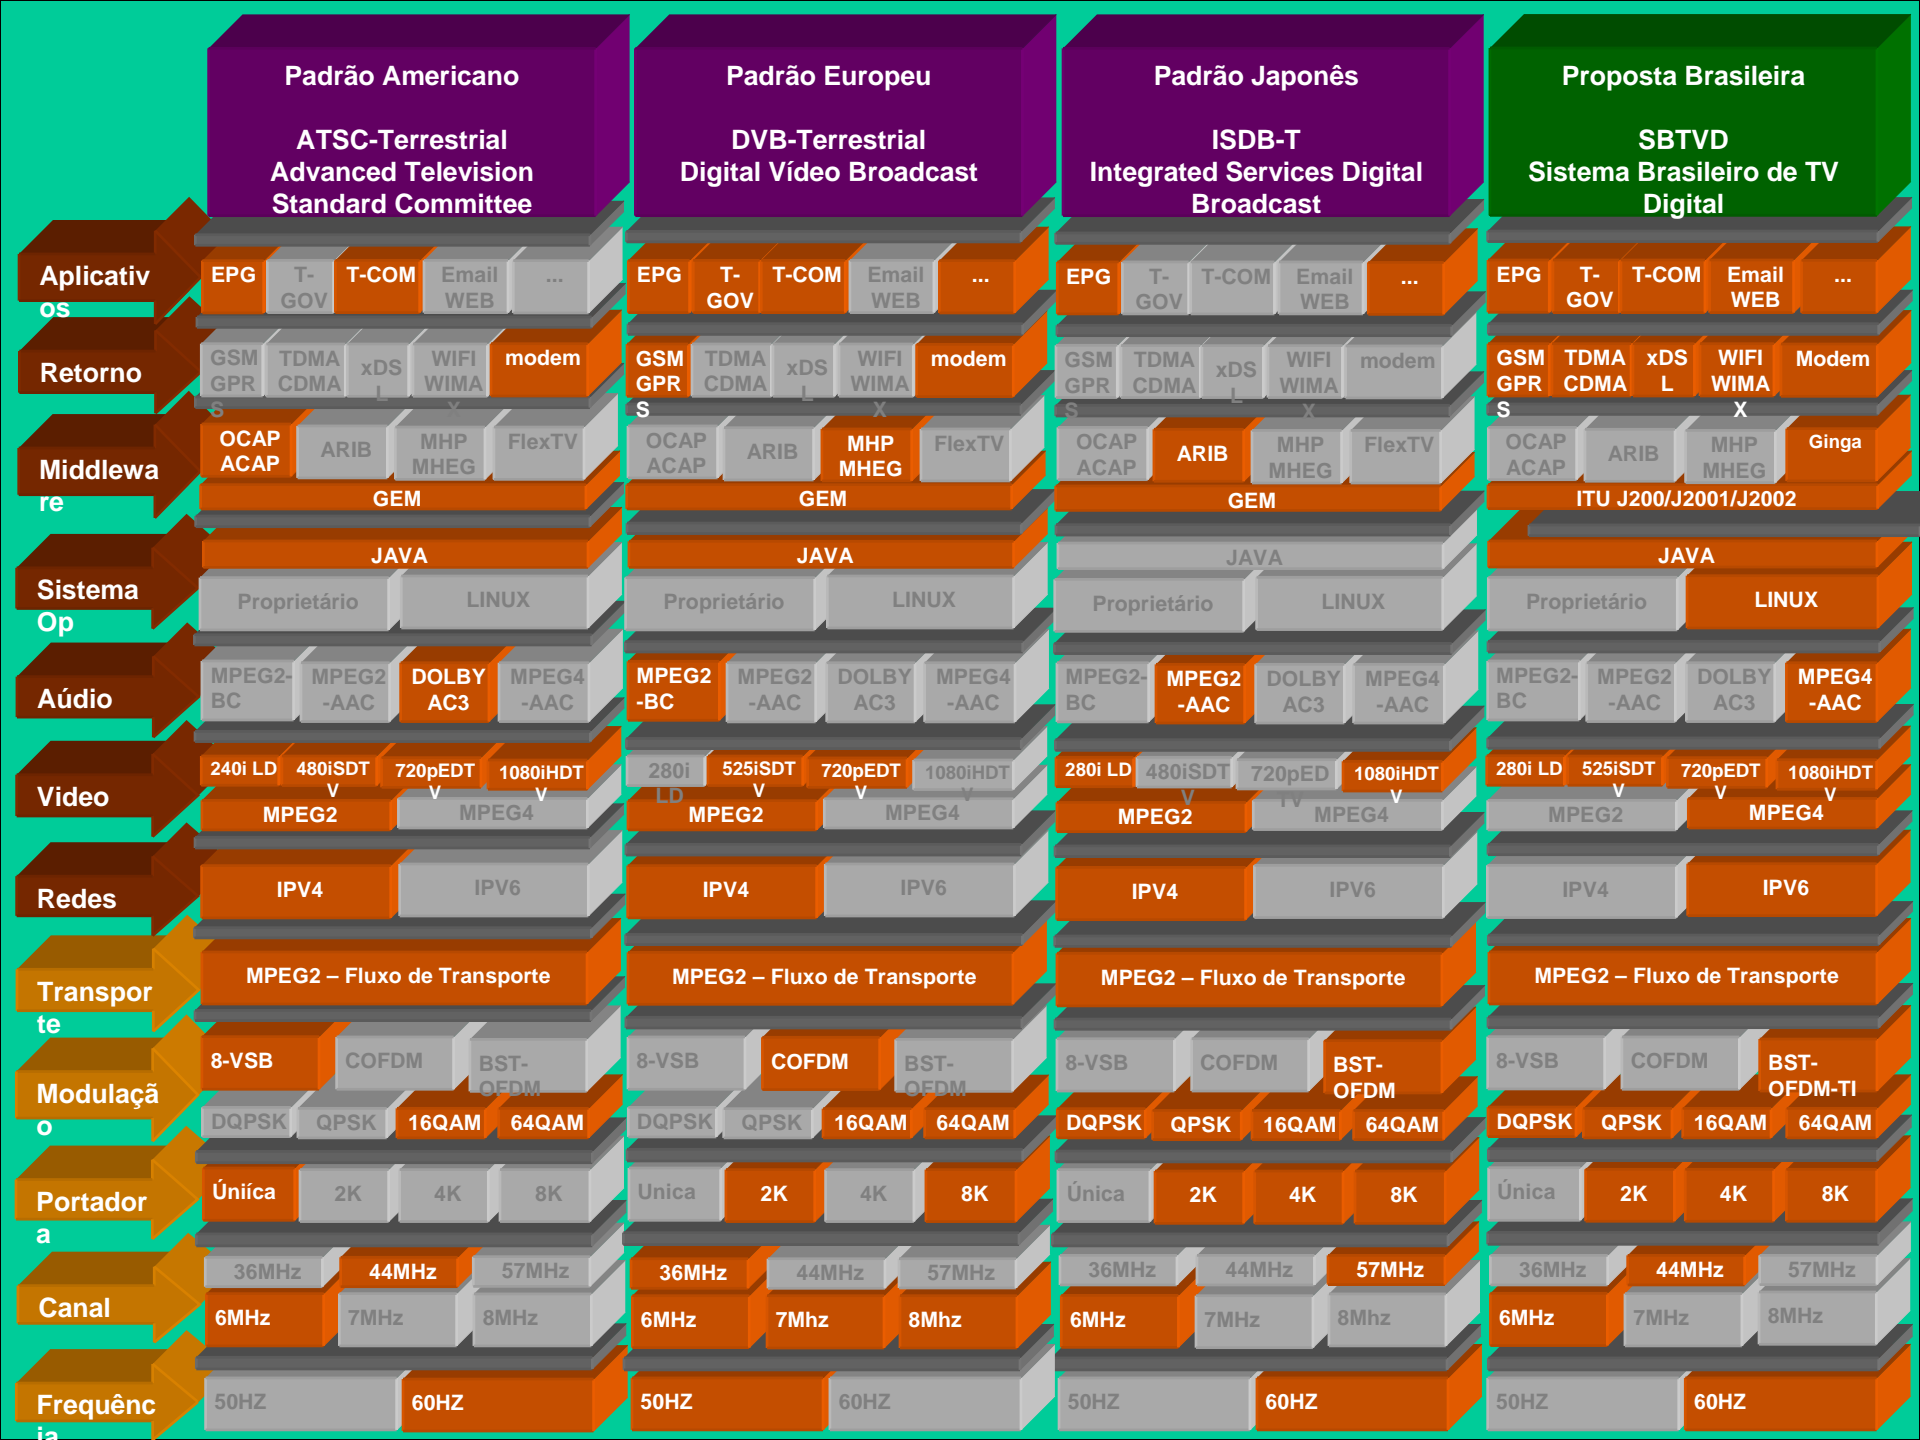 Padrão Americano
ATSC-Terrestrial
Advanced Television
Standard Committee
Padrão Europeu
DVB-Terrestrial
Digital Vídeo Broadcast
Padrão Japonês
ISDB-T
Integrated Services Digital
Broadcast
Proposta Brasileira
SBTVD
Sistema Brasileiro de TV
Digital
Aplicativ
os
EPG T-GOV T-COM Email WEB ...
EPG T-GOV T-COM Email WEB ...
EPG T-GOV T-COM Email WEB ...
EPG T-GOV T-COM Email WEB ...
Retorno
GSM GPRS TDMA CDMA xDSL WIFI WIMAX modem
GSM GPRS TDMA CDMA xDSL WIFI WIMAX modem
GSM GPRS TDMA CDMA xDSL WIFI WIMAX modem
GSM GPRS TDMA CDMA xDSL WIFI WIMAX Modem
Middlewa
re
OCAP ACAP ARIB MHP MHEG FlexTV
GEM
OCAP ACAP ARIB MHP MHEG FlexTV
GEM
OCAP ACAP ARIB MHP MHEG FlexTV
GEM
OCAP ACAP ARIB MHP MHEG Ginga
ITU J200/J2001/J2002
Sistema
Op
JAVA
Proprietário LINUX
JAVA
Proprietário LINUX
JAVA
Proprietário LINUX
JAVA
Proprietário LINUX
Aúdio
MPEG2-BC MPEG2-AAC DOLBY AC3 MPEG4-AAC
MPEG2-BC MPEG2-AAC DOLBY AC3 MPEG4-AAC
MPEG2-BC MPEG2-AAC DOLBY AC3 MPEG4-AAC
MPEG2-BC MPEG2-AAC DOLBY AC3 MPEG4-AAC
Video
240i LD 480iSDTV 720pEDTV 1080iHDTV
MPEG2 MPEG4
280i LD 525iSDTV 720pEDTV 1080iHDTV
MPEG2 MPEG4
280i LD 480iSDTV 720pEDTV 1080iHDTV
MPEG2 MPEG4
280i LD 525iSDTV 720pEDTV 1080iHDTV
MPEG2 MPEG4
Redes
IPV4 IPV6
IPV4 IPV6
IPV4 IPV6
IPV4 IPV6
Transpor
te
MPEG2 – Fluxo de Transporte
MPEG2 – Fluxo de Transporte
MPEG2 – Fluxo de Transporte
MPEG2 – Fluxo de Transporte
Modulaçã
o
8-VSB COFDM BST-OFDM
DQPSK QPSK 16QAM 64QAM
8-VSB COFDM BST-OFDM
DQPSK QPSK 16QAM 64QAM
8-VSB COFDM BST-OFDM
DQPSK QPSK 16QAM 64QAM
8-VSB COFDM BST-OFDM-TI
DQPSK QPSK 16QAM 64QAM
Portador
a
Úniíca 2K 4K 8K
Unica 2K 4K 8K
Única 2K 4K 8K
Única 2K 4K 8K
Canal
36MHz 44MHz 57MHz
6MHz 7MHz 8MHz
36MHz 44MHz 57MHz
6MHz 7Mhz 8Mhz
36MHz 44MHz 57MHz
6MHz 7MHz 8Mhz
36MHz 44MHz 57MHz
6MHz 7MHz 8MHz
Frequênc
ia
50HZ 60HZ
50HZ 60HZ
50HZ 60HZ
50HZ 60HZ